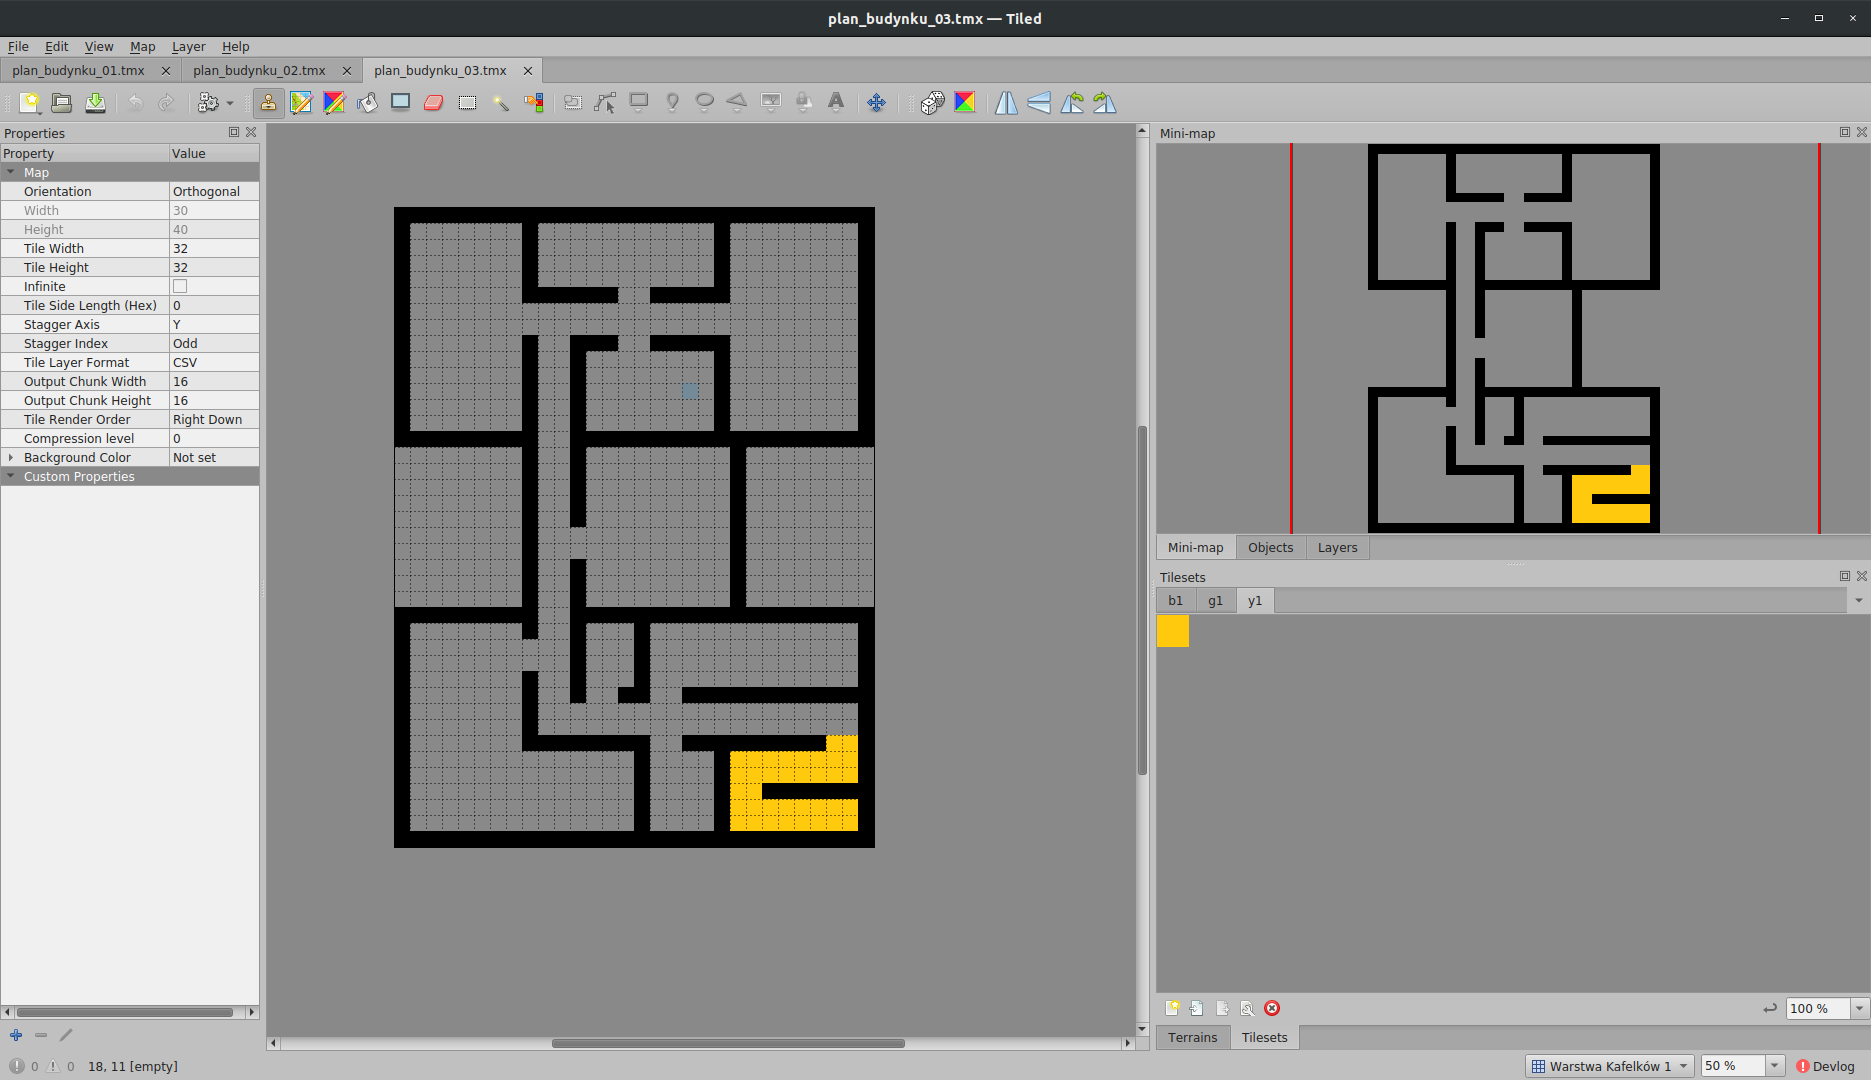 plan_budynku_03.tmx — Tiled
File Edit View Map Layer Help
plan_budynku_01.tmx plan_budynku_02.tmx plan_budynku_03.tmx
Properties
Property Value
Map
Orientation Orthogonal
Width 30
Height 40
Tile Width 32
Tile Height 32
Infinite
Tile Side Length (Hex) 0
Stagger Axis Y
Stagger Index Odd
Tile Layer Format CSV
Output Chunk Width 16
Output Chunk Height 16
Tile Render Order Right Down
Compression level 0
Background Color Not set
Custom Properties
Mini-map
Mini-map Objects Layers
Tilesets
b1 g1 y1
100 %
Terrains Tilesets
0 0 18, 11 [empty]
Warstwa Kafelków 1 50 % Devlog